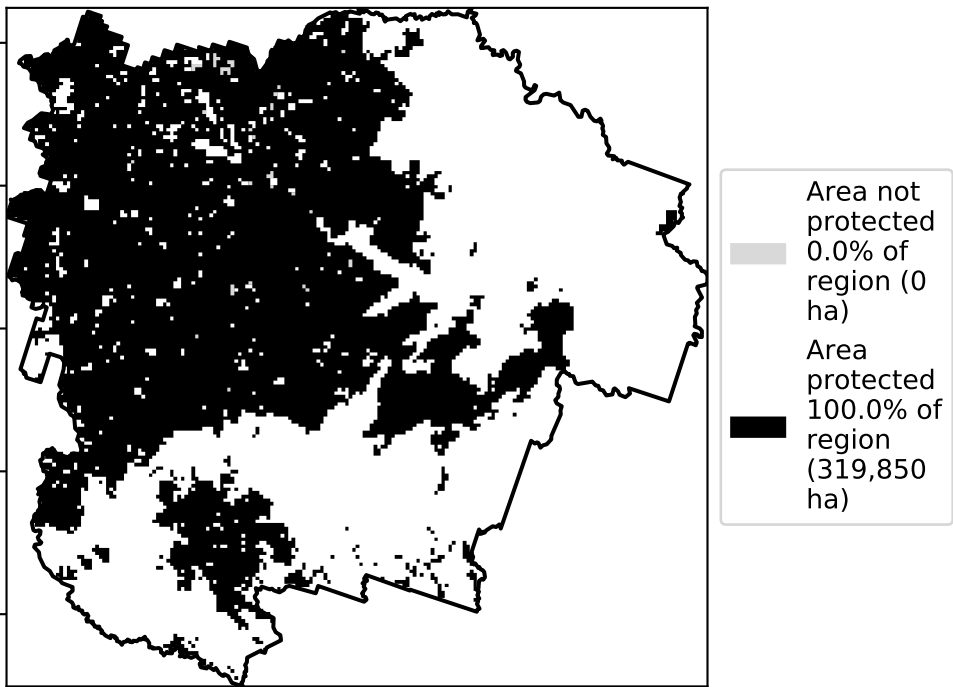 Area not
protected
0.0% of
region (0
ha)
Area
protected
100.0% of
region
(319,850
ha)